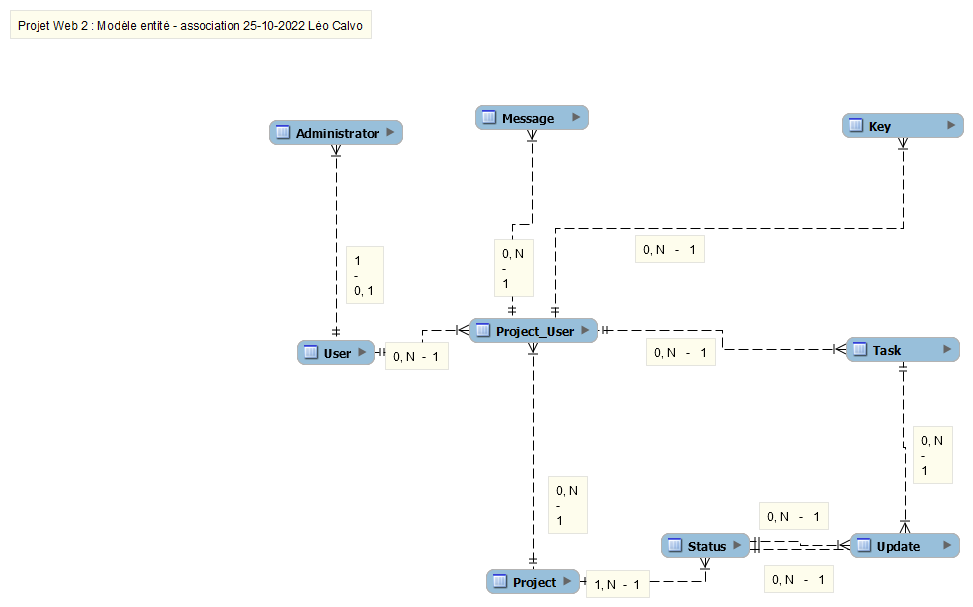 Projet Web 2 : Modèle entité - association 25-10-2022 Léo Calvo
Message
Key
Administrator
0, N - 1
0, N
-
1
1
-
0, 1
Project_User
User
0, N - 1
0, N - 1
Task
0, N
-
1
0, N
-
1
0, N - 1
Status
Update
0, N - 1
Project
1, N - 1